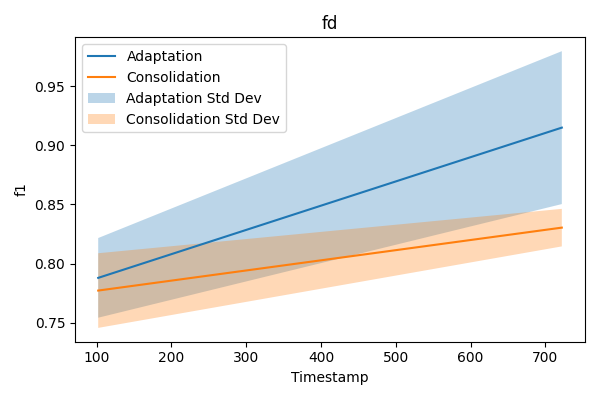 fd
Adaptation
Consolidation
Adaptation Std Dev
Consolidation Std Dev
f1
0.95
0.90
0.85
0.80
0.75
100 200 300 400 500 600 700
Timestamp